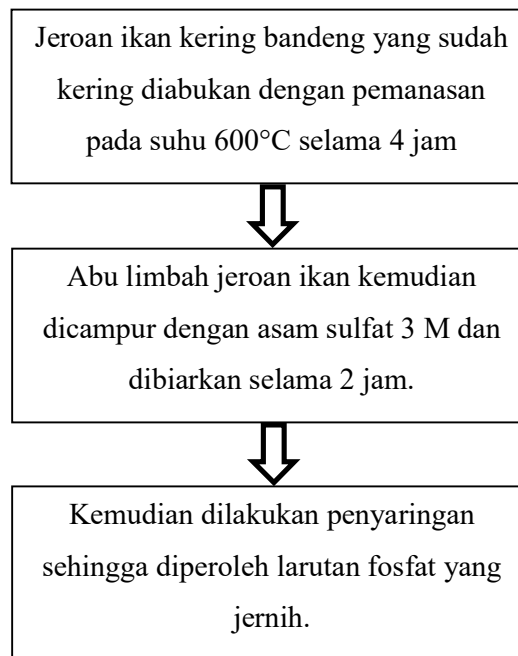 Jeroan ikan kering bandeng yang sudah
kering diabukan dengan pemanasan
pada suhu 600°C selama 4 jam
Abu limbah jeroan ikan kemudian
dicampur dengan asam sulfat 3 M dan
dibiarkan selama 2 jam.
Kemudian dilakukan penyaringan
sehingga diperoleh larutan fosfat yang
jernih.